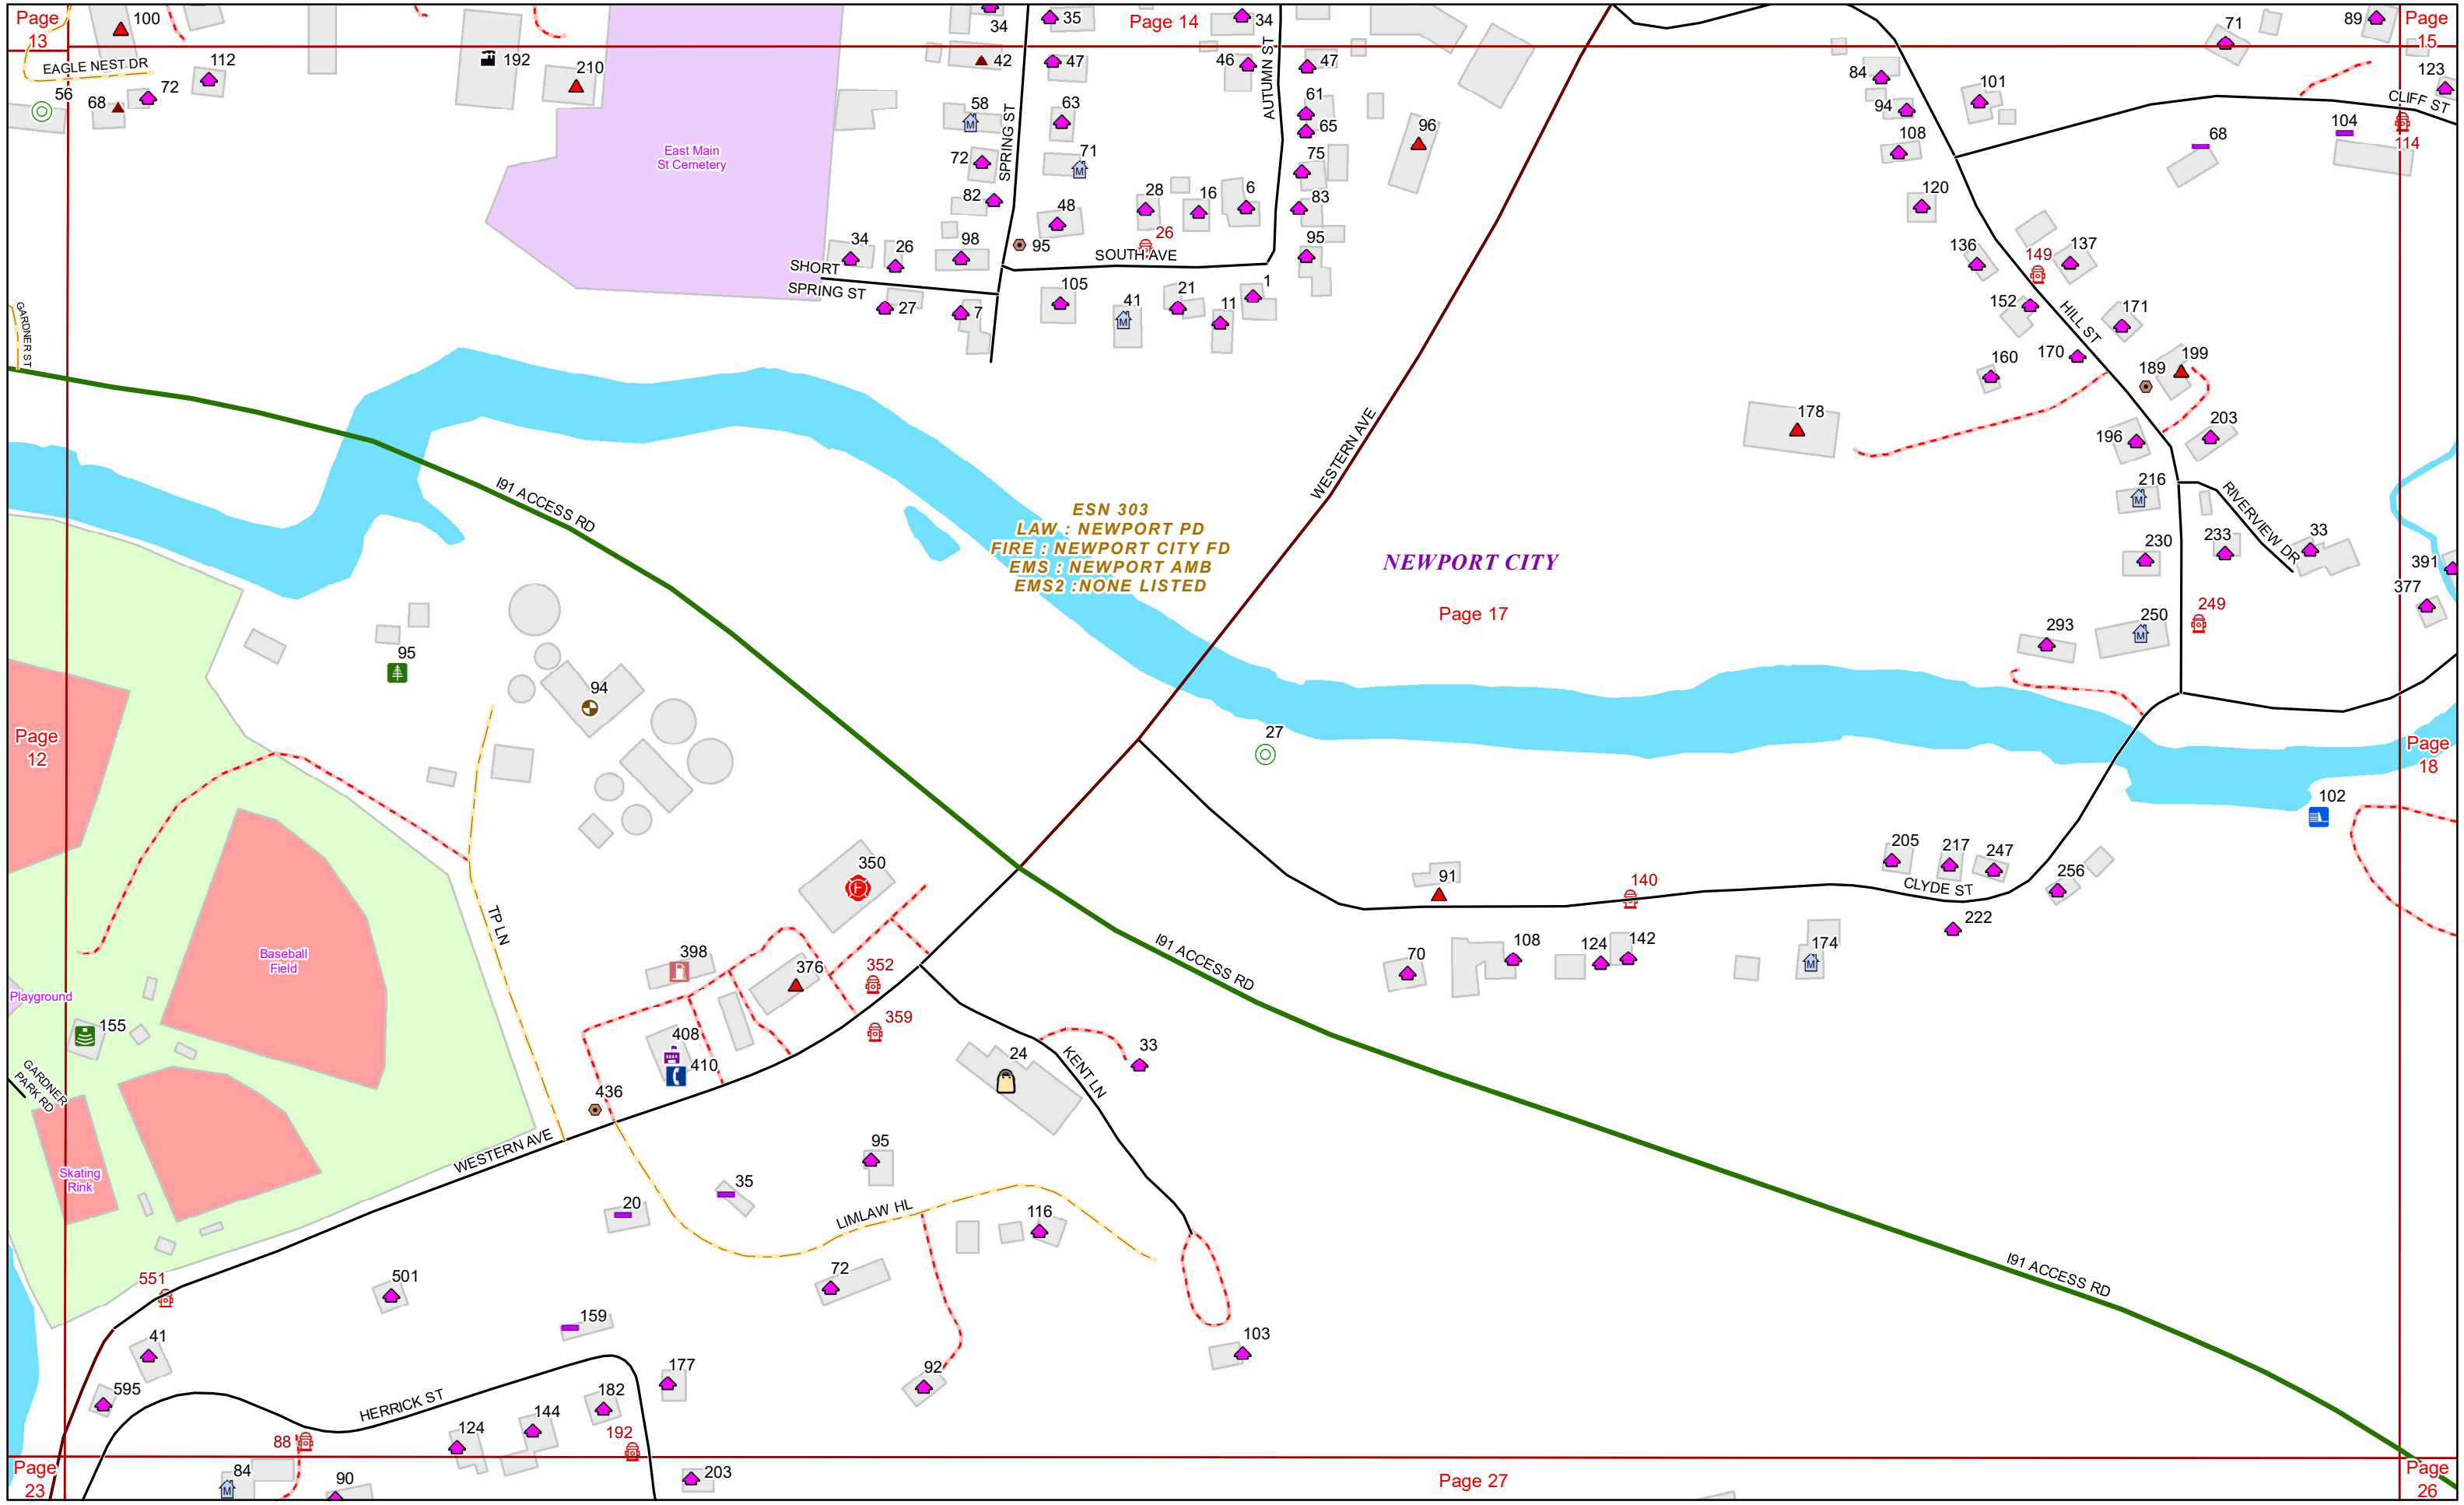 Page
13
100
EAGLE NEST DR
56
68
72
112
192
210
34
42
35
Page 14
34
47
46
47
AUTUMN ST
61
65
75
83
95
96
58
63
SPRING ST
72
71
82
48
28
16
6
26
95
SOUTH AVE
34
26
98
SHORT
SPRING ST
27
7
105
41
21
11
1
East Main
St Cemetery
71
89
Page
15
123
84
101
94
CLIFF ST
108
68
104
114
120
136
149
137
152
HILL ST
171
160
170
189
199
178
196
203
216
RIVERVIEW DR
230
233
33
391
377
293
250
249
GARDNER ST
I91 ACCESS RD
WESTERN AVE
ESN 303
LAW : NEWPORT PD
FIRE : NEWPORT CITY FD
EMS : NEWPORT AMB
EMS2 :NONE LISTED
NEWPORT CITY
Page 17
95
94
27
Page
12
Page
18
102
350
91
140
205
217
247
256
CLYDE ST
222
70
108
124
142
174
TP LN
398
376
352
359
408
410
436
Baseball
Field
Playground
155
GARDNER
PARK RD
Skating
Rink
I91 ACCESS RD
24
KENT LN
33
WESTERN AVE
95
35
20
LIMLAW HL
116
72
92
103
I91 ACCESS RD
551
501
159
41
595
177
182
HERRICK ST
144
124
192
88
Page
23
84
90
203
Page 27
Page
26